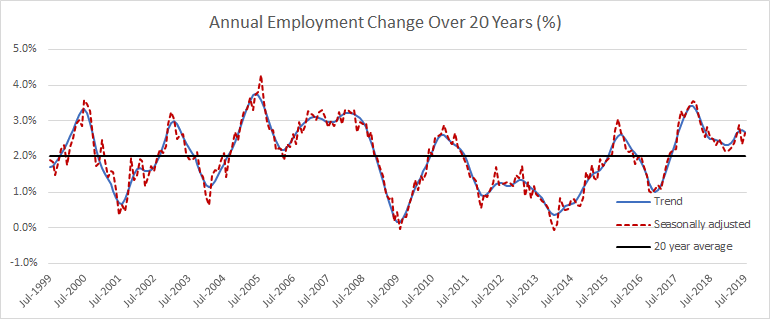 Annual Employment Change Over 20 Years (%)
5.0%
4.0%
3.0%
2.0%
1.0%
0.0%
-1.0%
Trend
Seasonally adjusted
20 year average
Jul-1999
Jul-2000
Jul-2001
Jul-2002
Jul-2003
Jul-2004
Jul-2005
Jul-2006
Jul-2007
Jul-2008
Jul-2009
Jul-2010
Jul-2011
Jul-2012
Jul-2013
Jul-2014
Jul-2015
Jul-2016
Jul-2017
Jul-2018
Jul-2019